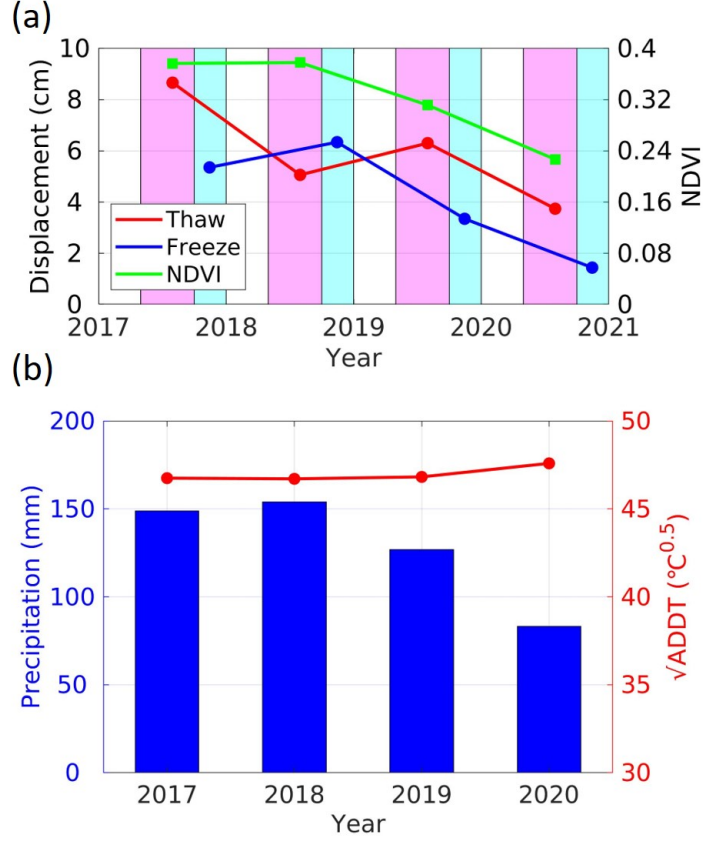 (a)
Displacement (cm)
10
8
6
4
2
0
Thaw
Freeze
NDVI
0.4
0.32
0.24
0.16
0.08
0
NDVI
2017 2018 2019 2020 2021
Year
(b)
Precipitation (mm)
200
150
100
50
0
50
45
40
35
30
√ADDT (℃^0.5)
2017 2018 2019 2020
Year